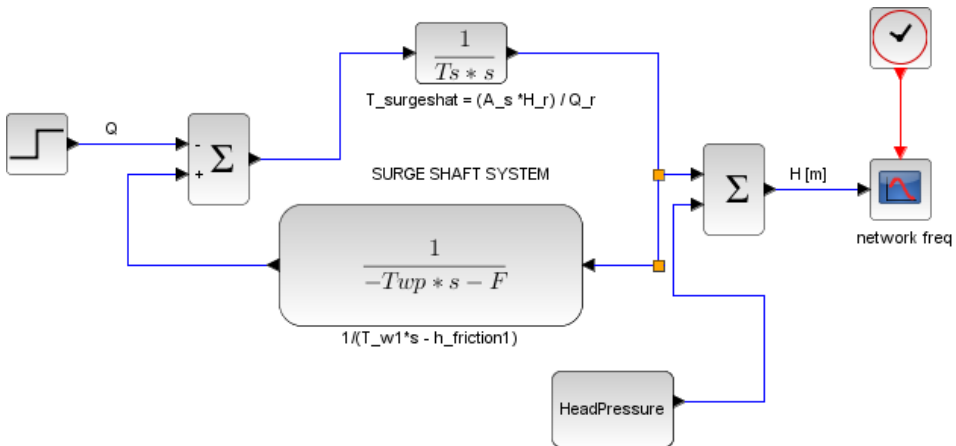 1
Ts * s
T_surgeshat = (A_s *H_r) / Q_r
Q
-
+
Σ
SURGE SHAFT SYSTEM
Σ
H [m]
network freq
1
-Twp * s - F
1/(T_w1*s - h_friction1)
HeadPressure